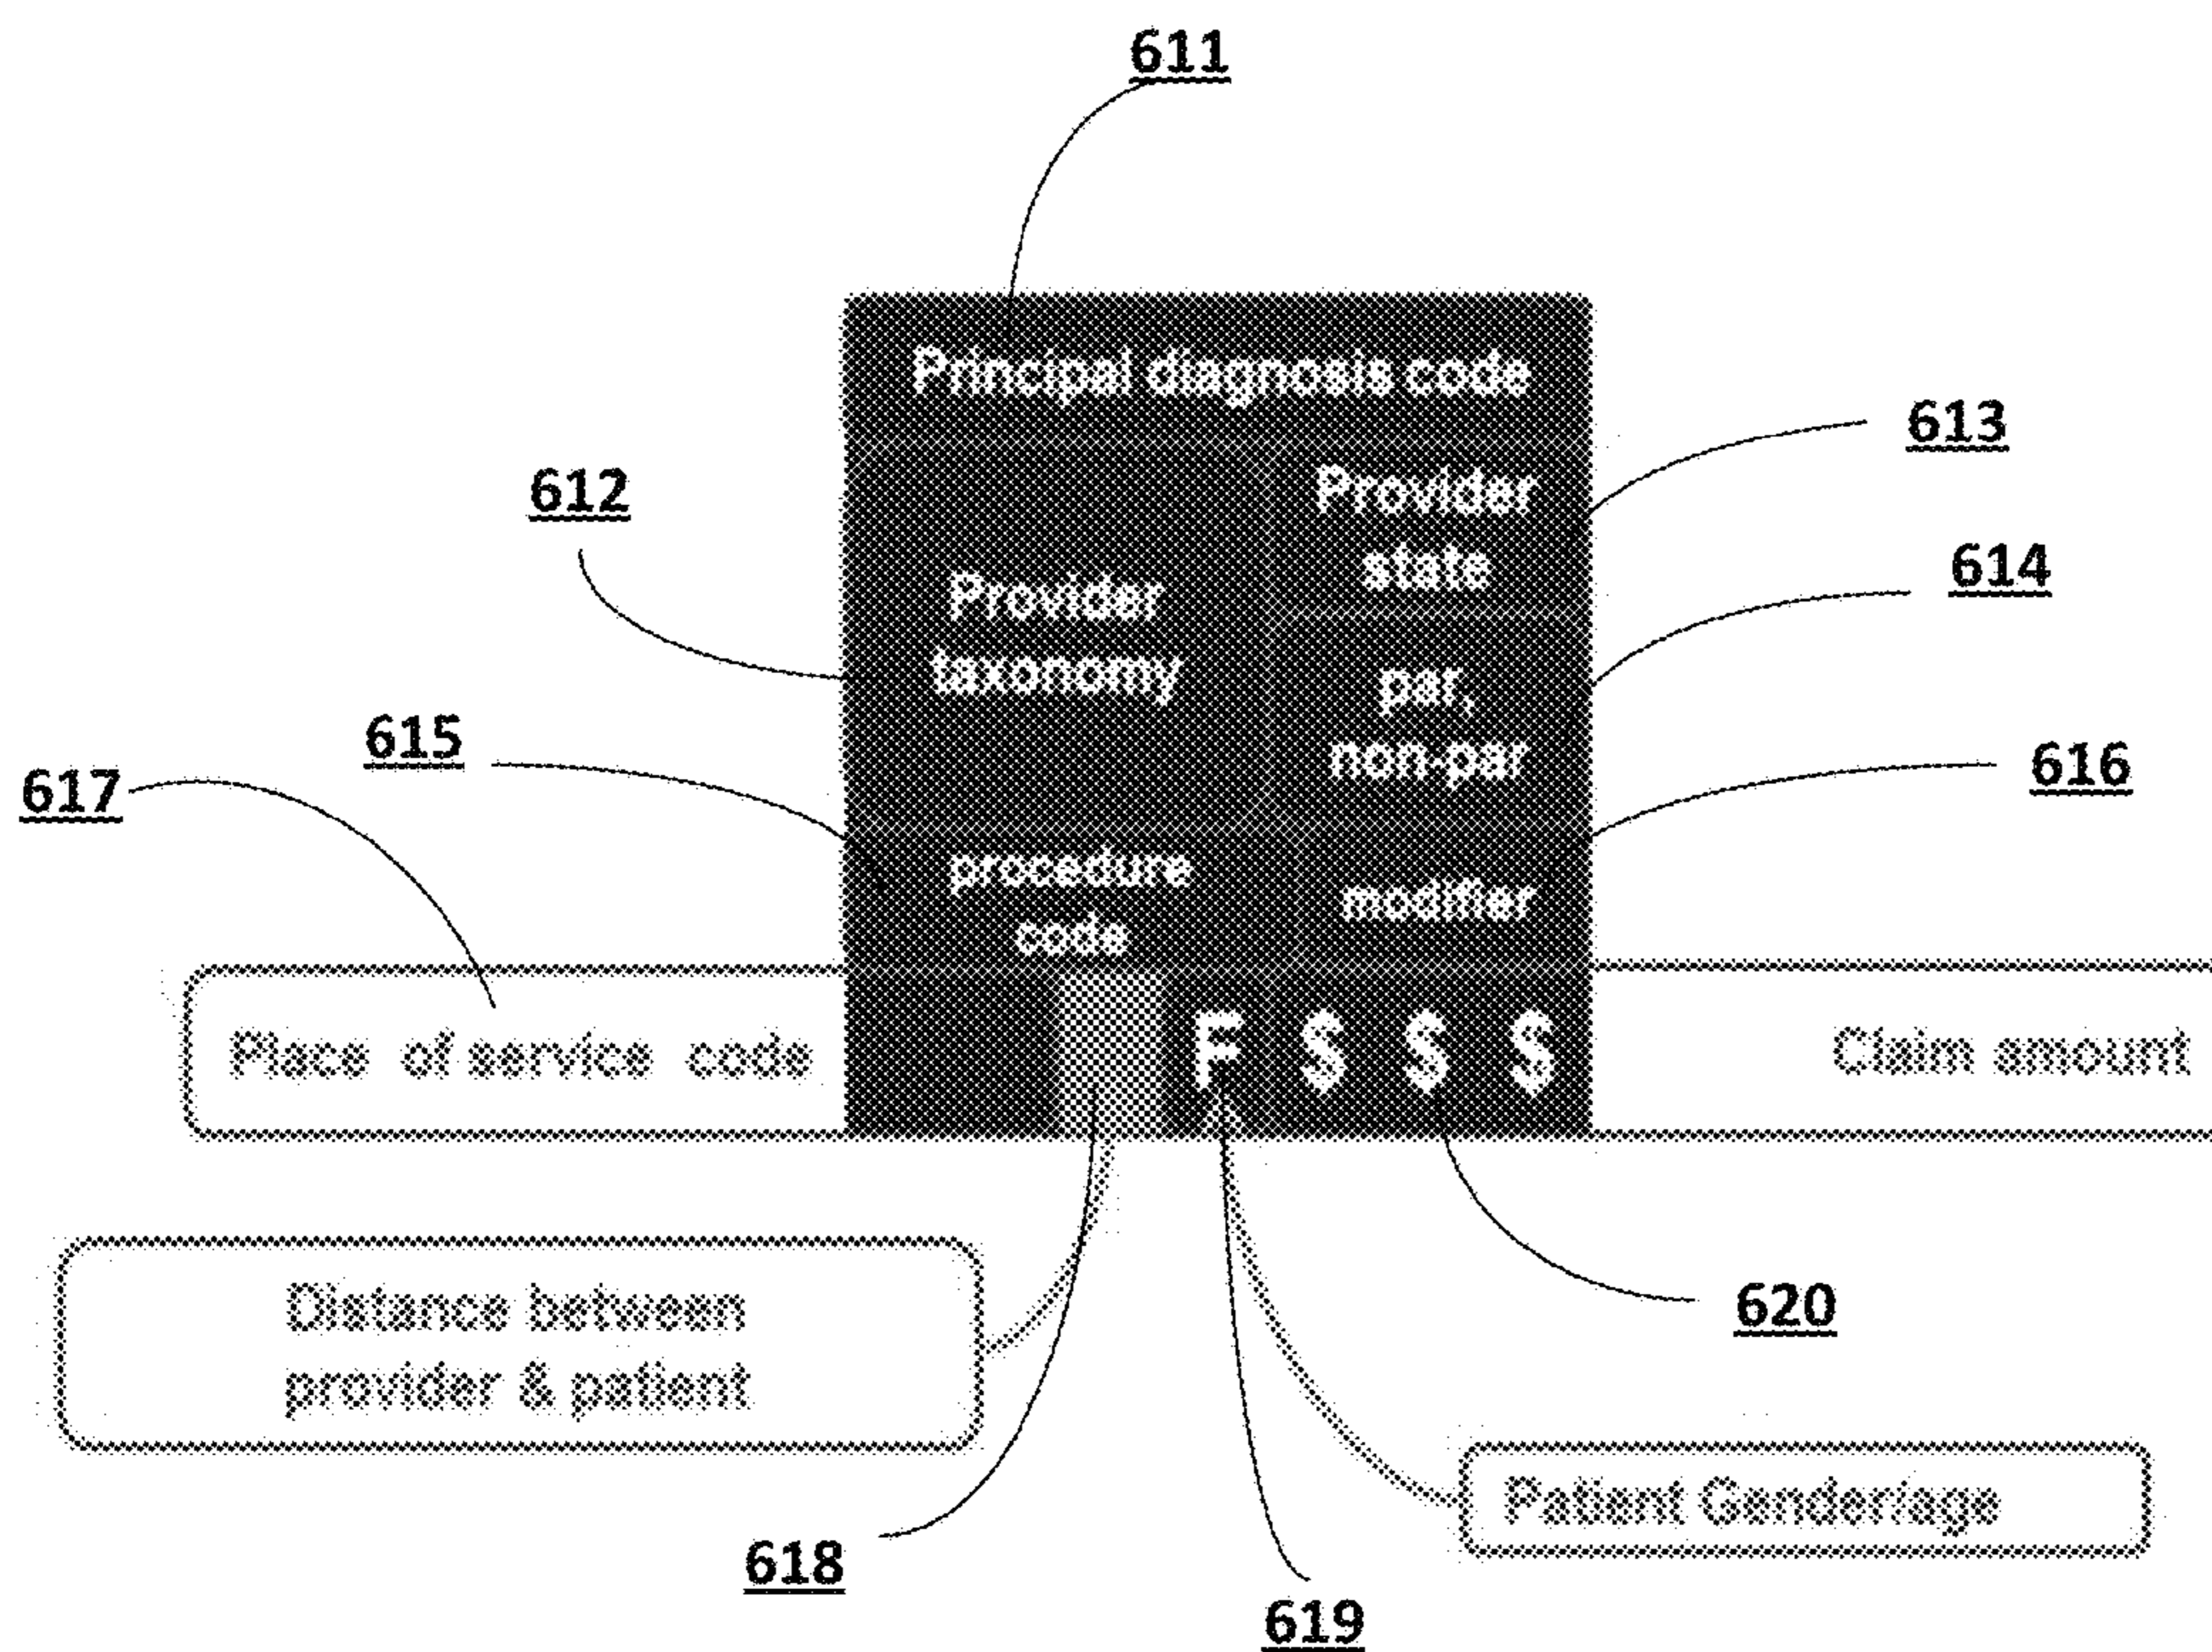 611
Principal diagnosis code
613
Provider
state
612
614
Provider
taxonomy
par,
non-par
615
616
617
procedure
code
modifier
Place of service code
F $ $ $
Claim amount
Distance between
provider & patient
620
Patient Gender/age
618
619